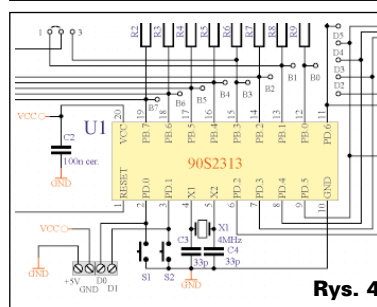 1 3
R2 R3 R4 R5 R6 R7 R8 R9
D5
D4
D3
D2
B7 B6 B5 B4 B3 B2 B1 B0
VCC
20 19 18 17 16 15 14 13 12 11
U1
C2
100n cer.
GND
VCC PB.7 PB.6 PB.5 PB.4 PB.3 PB.2 PB.1 PB.0 PD.6
90S2313
RESET PD.0 PD.1 X1 X2 PD.2 PD.3 PD.4 PD.5 GND
1 2 3 4 5 6 7 8 9 10
X1
4MHz
C3 C4
33p 33p
VCC
GND
+5V GND D0 D1
S1 S2
GND
Rys. 4